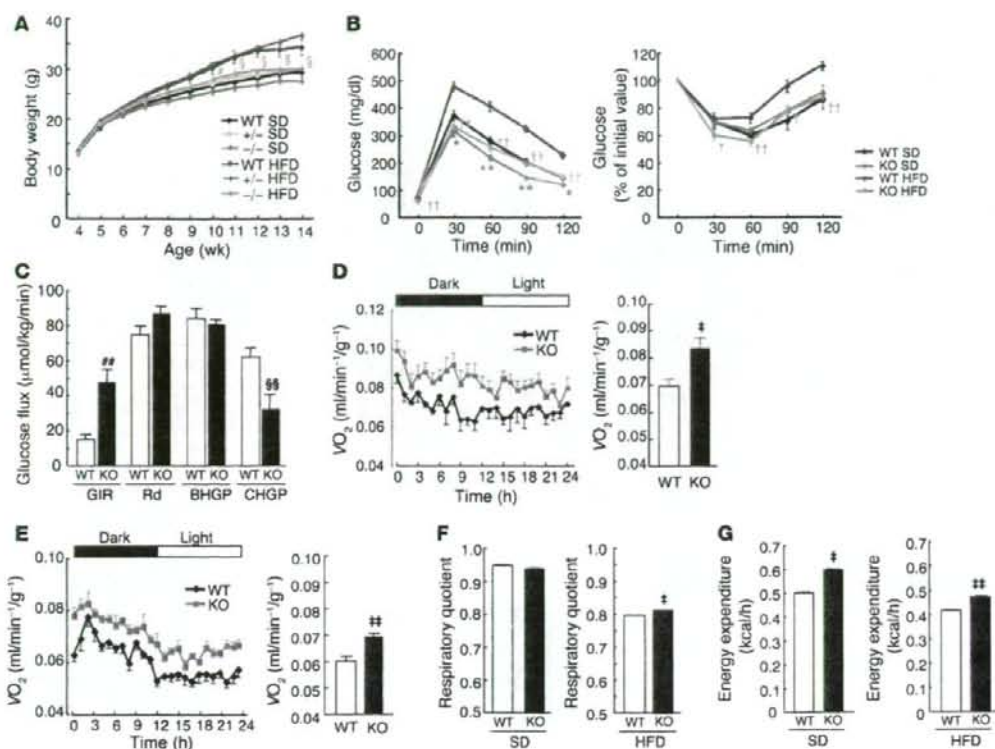 A
Body weight (g)
40
30
20
10
0
4 5 6 7 8 9 10 11 12 13 14
Age (wk)
WT SD
+/– SD
–/– SD
WT HFD
+/– HFD
–/– HFD
# § § § §
B
Glucose (mg/dl)
600
500
400
300
200
100
0
0 30 60 90 120
Time (min)
††
*
††
**
††
**
††
*
Glucose
(% of initial value)
120
100
80
60
40
20
0
0 30 60 90 120
Time (min)
†
††
††
WT SD
KO SD
WT HFD
KO HFD
C
Glucose flux (μmol/kg/min)
100
80
60
40
20
0
##
§§
WT KO WT KO WT KO WT KO
GIR Rd BHGP CHGP
D
Dark Light
VO2 (ml/min–1/g–1)
0.12
0.10
0.08
0.06
0.04
WT
KO
0 3 6 9 12 15 18 21 24
Time (h)
VO2 (ml/min–1/g–1)
0.10
0.09
0.08
0.07
0.06
0.05
0.04
‡
WT KO
E
Dark Light
VO2 (ml/min–1/g–1)
0.10
0.08
0.06
0.04
WT
KO
0 3 6 9 12 15 18 21 24
Time (h)
VO2 (ml/min–1/g–1)
0.10
0.09
0.08
0.07
0.06
0.05
0.04
‡‡
WT KO
F
Respiratory quotient
1.0
0.9
0.8
0.7
0.6
0.5
WT KO
SD
Respiratory quotient
1.0
0.9
0.8
0.7
0.6
0.5
‡
WT KO
HFD
G
Energy expenditure
(kcal/h)
0.7
0.6
0.5
0.4
0.3
0.2
0.1
0
‡
WT KO
SD
Energy expenditure
(kcal/h)
0.7
0.6
0.5
0.4
0.3
0.2
0.1
0
‡‡
WT KO
HFD